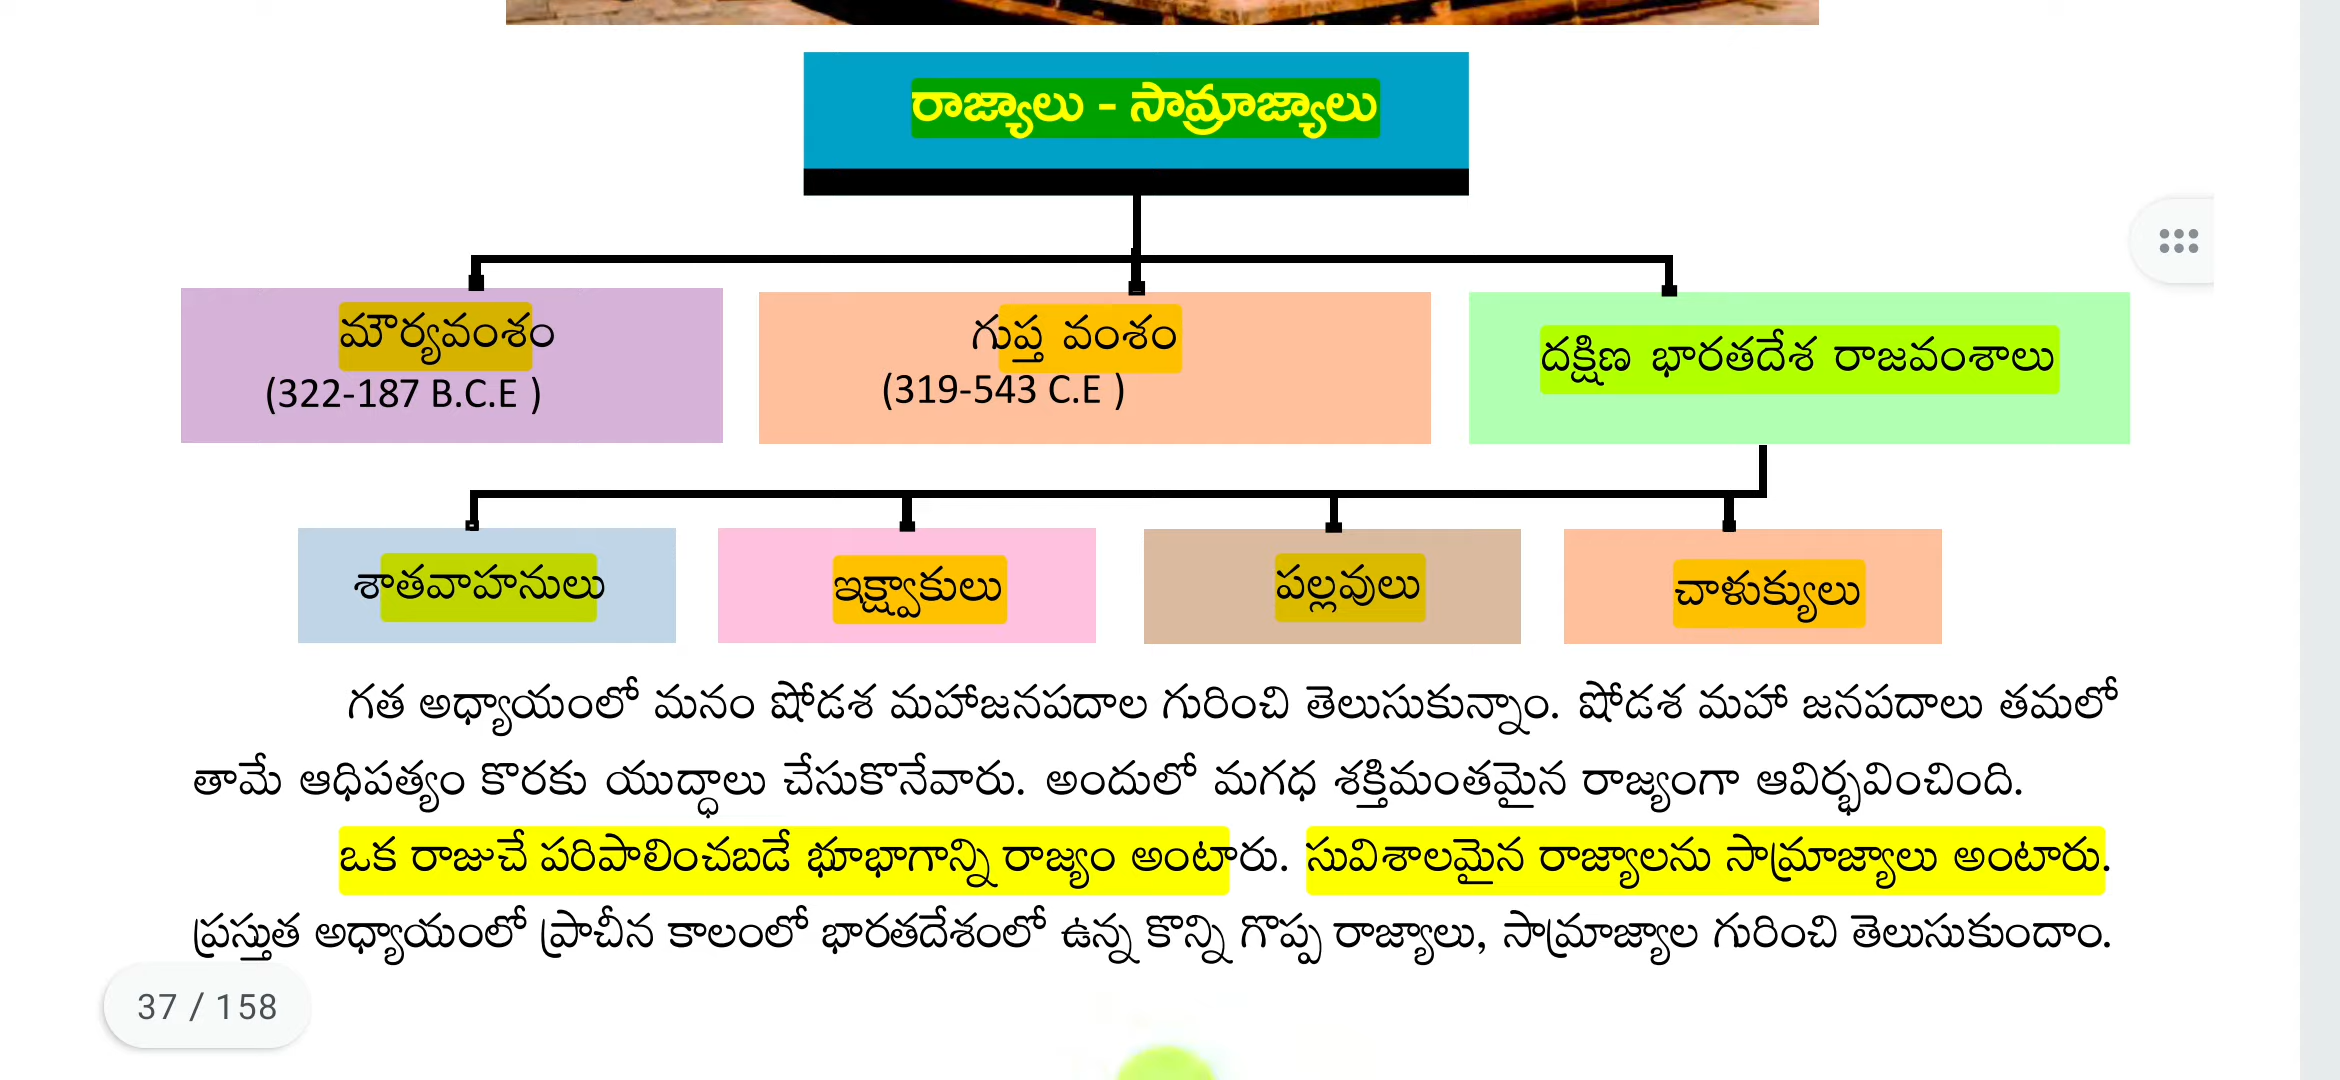 రాజ్యాలు - సామ్రాజ్యాలు
మౌర్యవంశం
(322-187 B.C.E )
గుప్త వంశం
(319-543 C.E )
దక్షిణ భారతదేశ రాజవంశాలు
శాతవాహనులు
ఇక్ష్వాకులు
పల్లవులు
చాళుక్యులు
గత అధ్యాయంలో మనం షోడశ మహాజనపదాల గురించి తెలుసుకున్నాం. షోడశ మహా జనపదాలు తమలో
తామే ఆధిపత్యం కొరకు యుద్ధాలు చేసుకొనేవారు. అందులో మగధ శక్తిమంతమైన రాజ్యంగా ఆవిర్భవించింది.
ఒక రాజుచే పరిపాలించబడే భూభాగాన్ని రాజ్యం అంటారు. సువిశాలమైన రాజ్యాలను సామ్రాజ్యాలు అంటారు.
ప్రస్తుత అధ్యాయంలో ప్రాచీన కాలంలో భారతదేశంలో ఉన్న కొన్ని గొప్ప రాజ్యాలు, సామ్రాజ్యాల గురించి తెలుసుకుందాం.
37 / 158